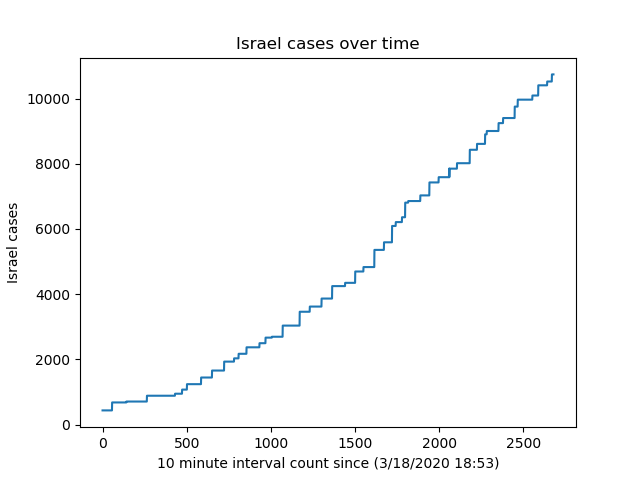 Israel cases over time
Israel cases
10000
8000
6000
4000
2000
0
0 500 1000 1500 2000 2500
10 minute interval count since (3/18/2020 18:53)